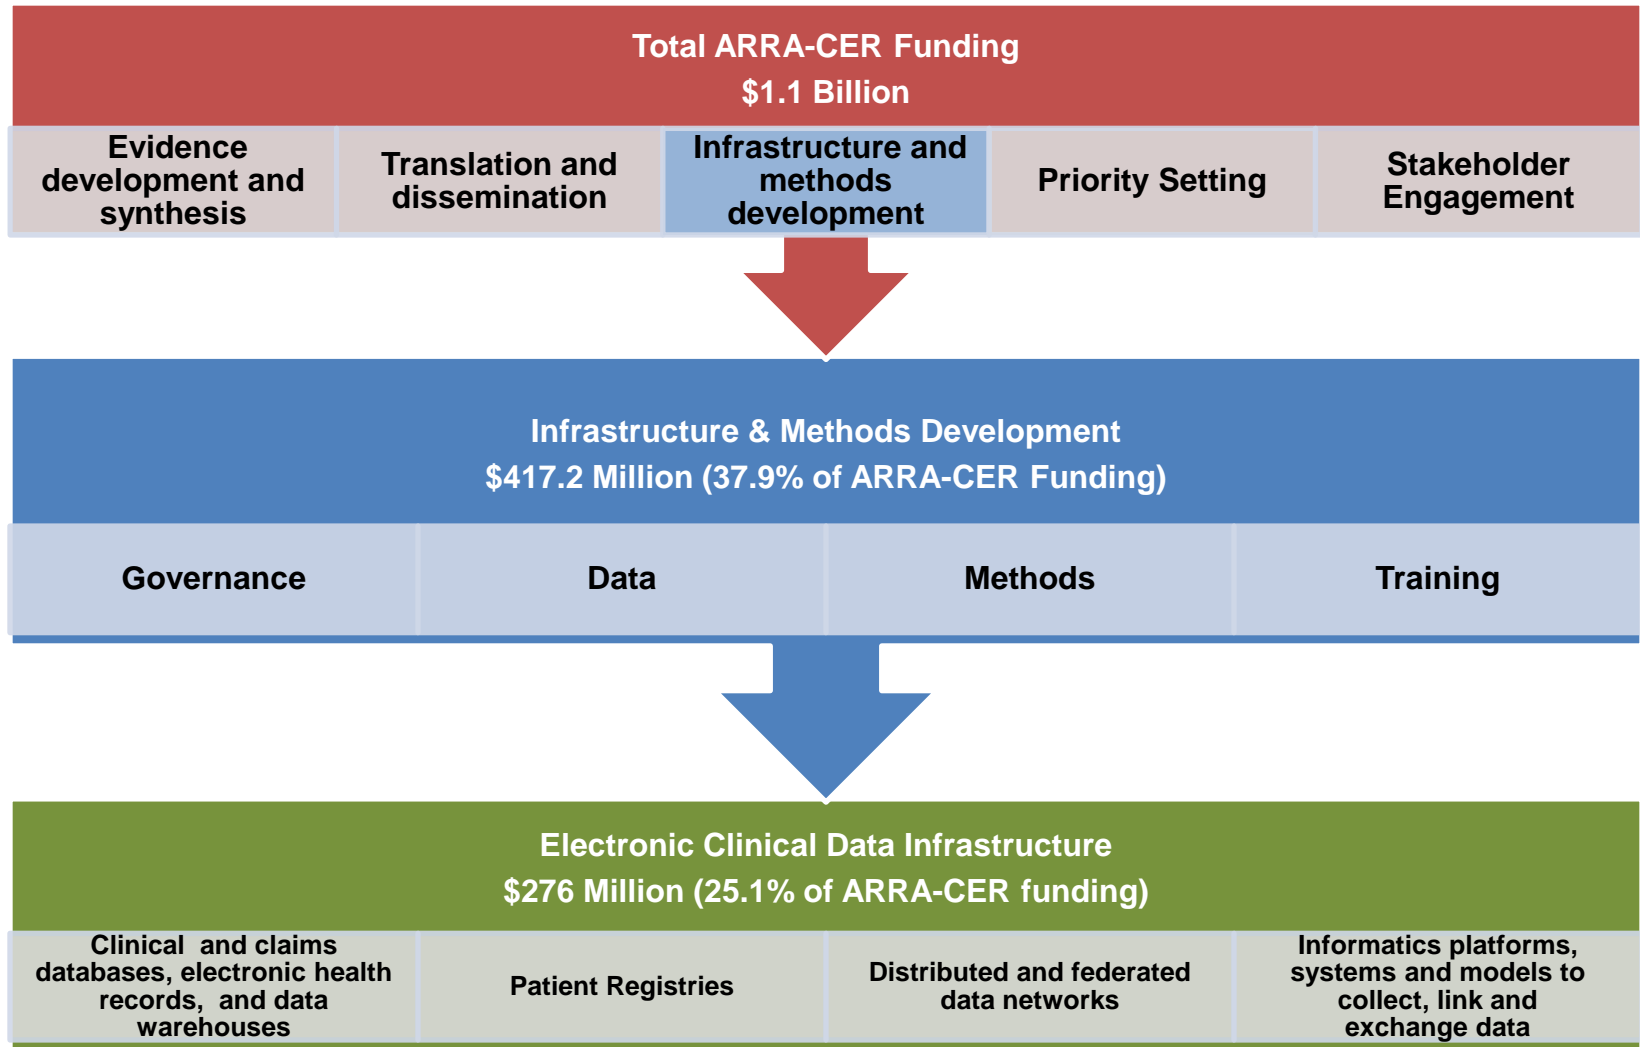 Total ARRA-CER Funding
$1.1 Billion
Evidence
development and
synthesis
Translation and
dissemination
Infrastructure and
methods
development
Priority Setting
Stakeholder
Engagement
Infrastructure & Methods Development
$417.2 Million (37.9% of ARRA-CER Funding)
Governance
Data
Methods
Training
Electronic Clinical Data Infrastructure
$276 Million (25.1% of ARRA-CER funding)
Clinical and claims
databases, electronic health
records, and data
warehouses
Patient Registries
Distributed and federated
data networks
Informatics platforms,
systems and models to
collect, link and
exchange data